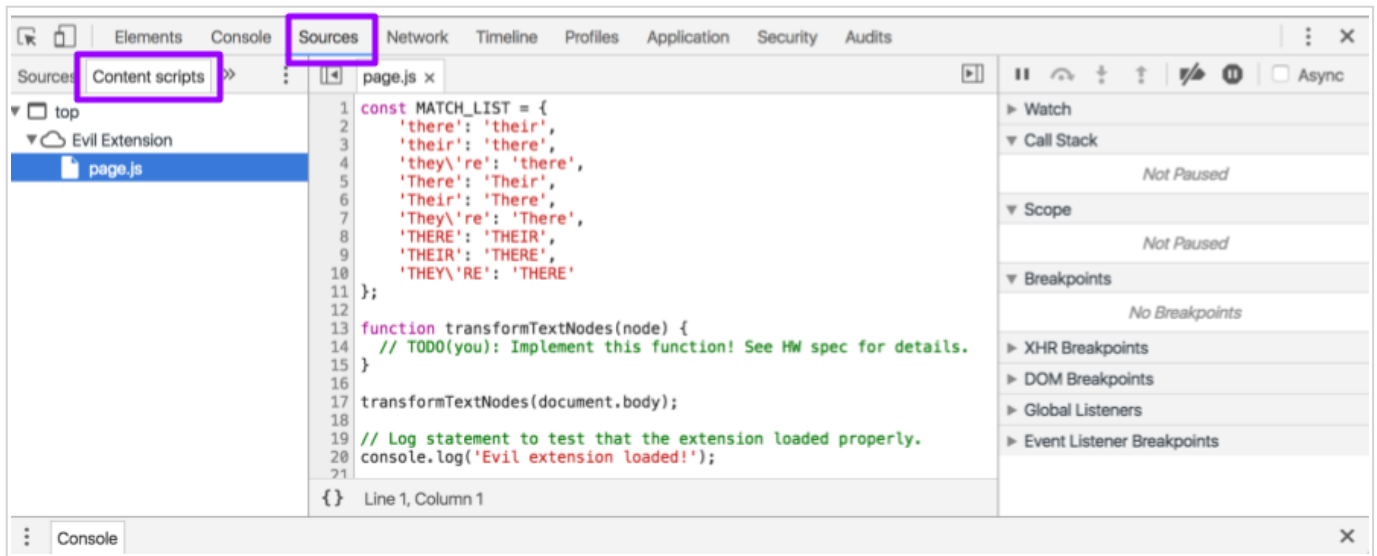 Elements Console Sources Network Timeline Profiles Application Security Audits
Sources Content scripts » page.js × Async
top
Evil Extension
page.js
1 const MATCH_LIST = {
2 'there': 'their',
3 'their': 'there',
4 'they\'re': 'there',
5 'There': 'Their',
6 'Their': 'There',
7 'They\'re': 'There',
8 'THERE': 'THEIR',
9 'THEIR': 'THERE',
10 'THEY\'RE': 'THERE'
11 };
12
13 function transformTextNodes(node) {
14 // TODO(you): Implement this function! See HW spec for details.
15 }
16
17 transformTextNodes(document.body);
18
19 // Log statement to test that the extension loaded properly.
20 console.log('Evil extension loaded!');
21
{} Line 1, Column 1
Watch
Call Stack
Not Paused
Scope
Not Paused
Breakpoints
No Breakpoints
XHR Breakpoints
DOM Breakpoints
Global Listeners
Event Listener Breakpoints
Console ×